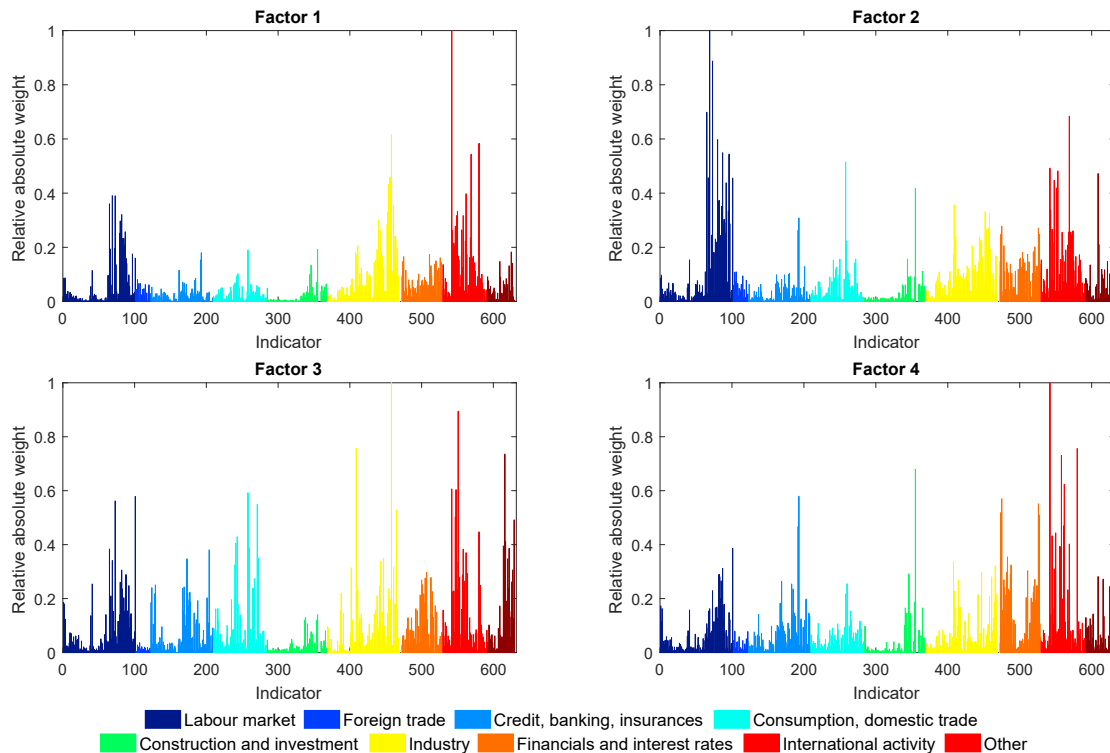 Factor 1
Relative absolute weight
1
0.8
0.6
0.4
0.2
0
0 100 200 300 400 500 600
Indicator
Factor 2
Relative absolute weight
1
0.8
0.6
0.4
0.2
0
0 100 200 300 400 500 600
Indicator
Factor 3
Relative absolute weight
1
0.8
0.6
0.4
0.2
0
0 100 200 300 400 500 600
Indicator
Factor 4
Relative absolute weight
1
0.8
0.6
0.4
0.2
0
0 100 200 300 400 500 600
Indicator
Labour market Foreign trade Credit, banking, insurances Consumption, domestic trade
Construction and investment Industry Financials and interest rates International activity Other